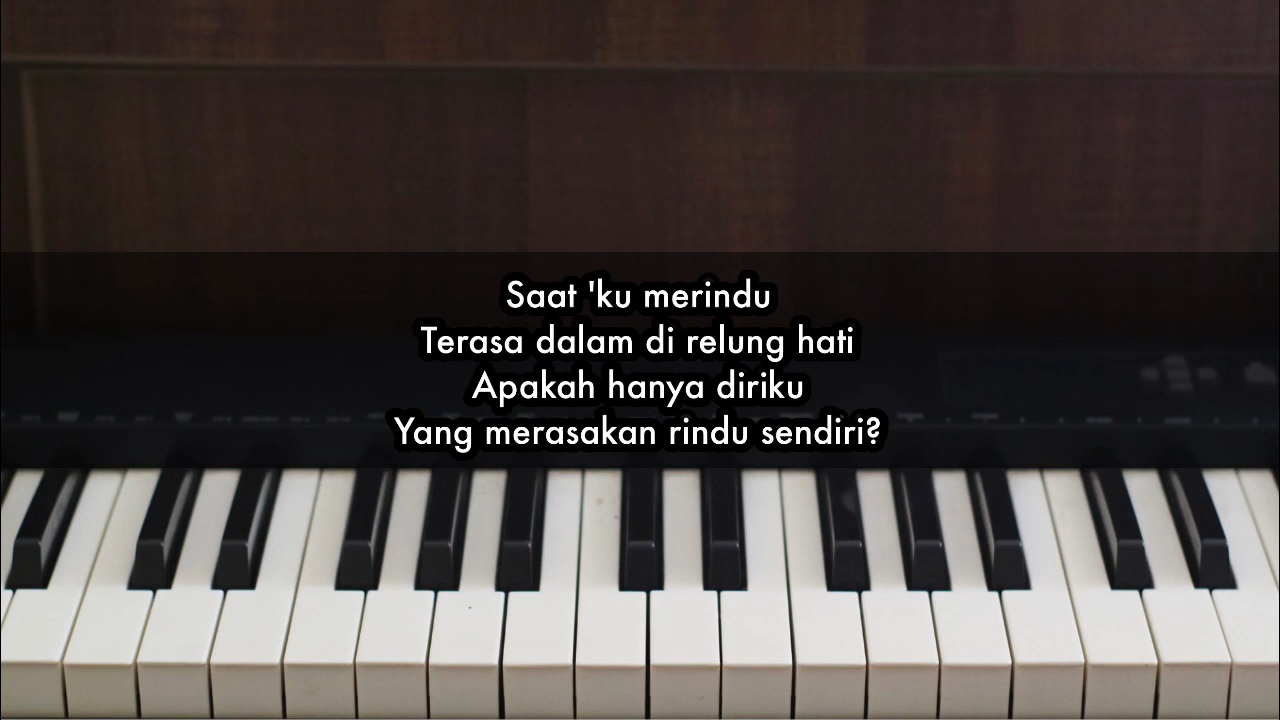 Saat 'ku merindu
Terasa dalam di relung hati
Apakah hanya diriku
Yang merasakan rindu sendiri?